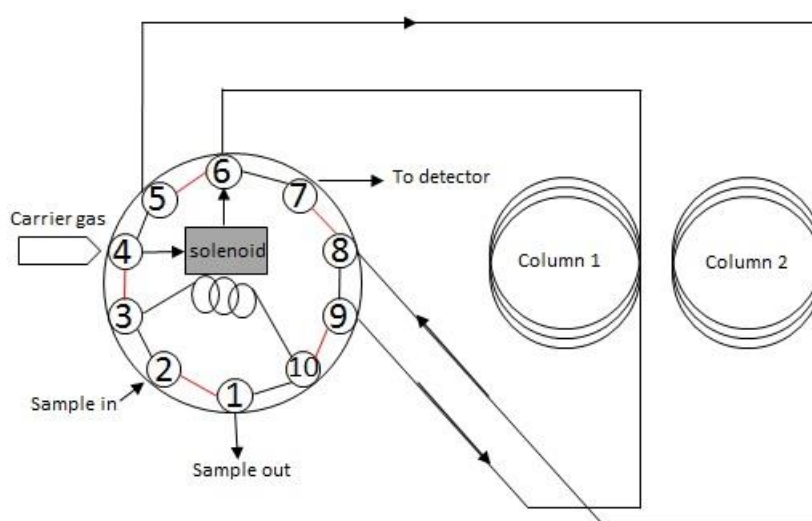 6
5
7
To detector
Carrier gas
4
solenoid
8
Column 1
Column 2
3
9
2
10
1
Sample in
Sample out